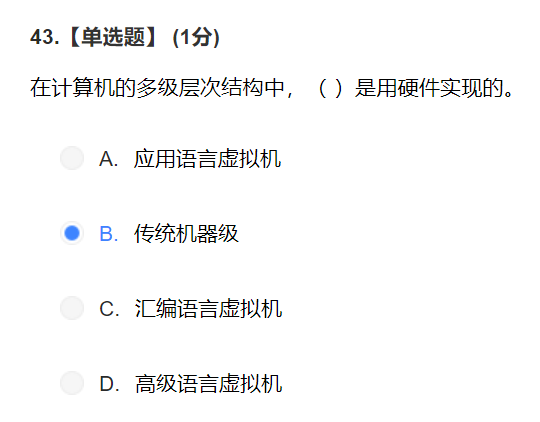 43.【单选题】 (1分)
在计算机的多级层次结构中，（ ）是用硬件实现的。
A. 应用语言虚拟机
B. 传统机器级
C. 汇编语言虚拟机
D. 高级语言虚拟机